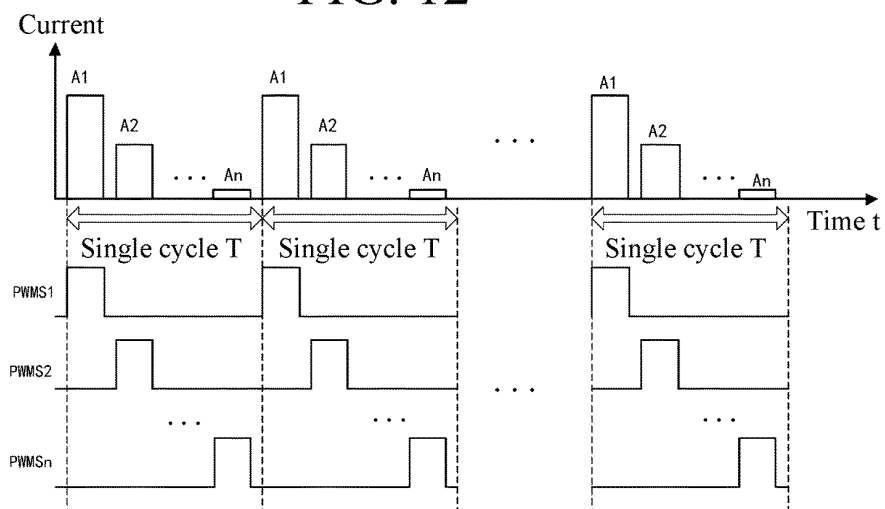 FIG. 12
Current
A1
A2
...
An
A1
A2
...
An
...
A1
A2
...
An
Time t
Single cycle T
Single cycle T
Single cycle T
PWMS1
PWMS2
...
PWMSn
...
...
...